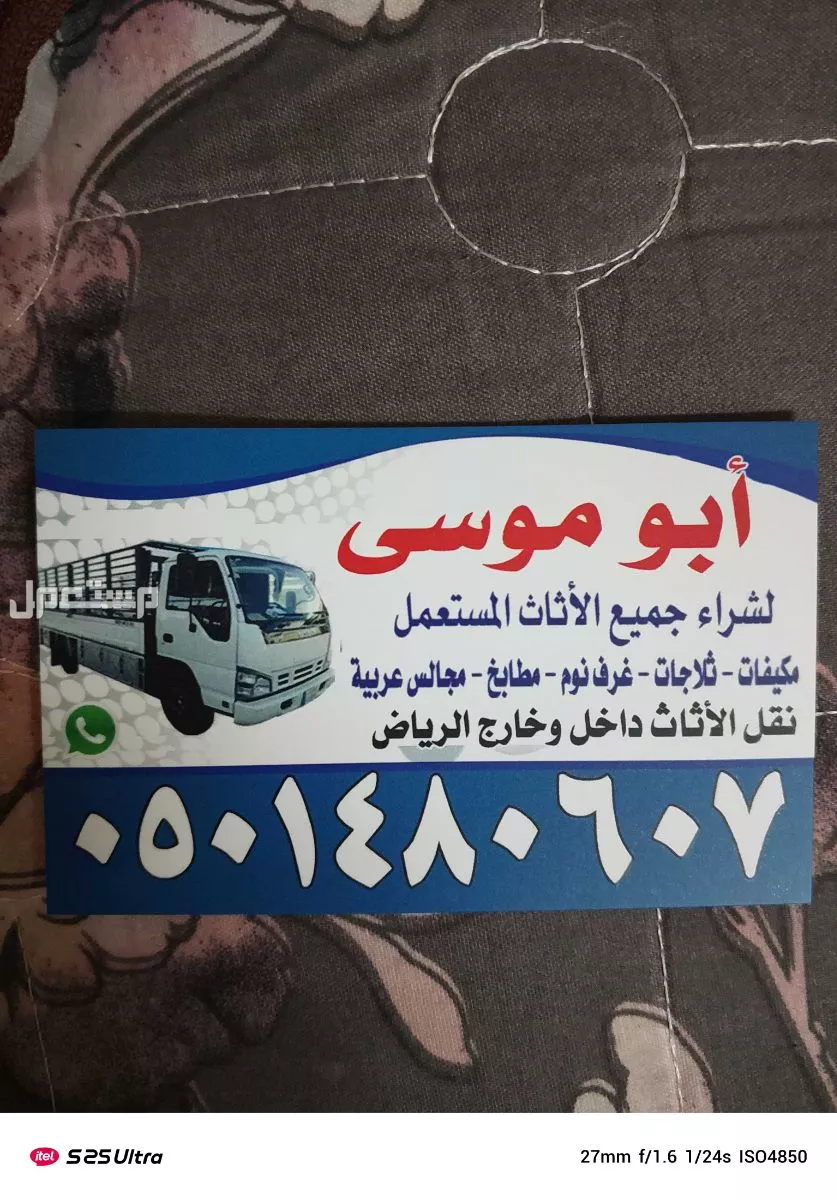 أبو موسى
لشراء جميع الأثاث المستعمل
مكيفات - ثلاجات - غرف نوم - مطابخ - مجالس عربية
نقل الأثاث داخل وخارج الرياض
٠٥٠١٤٨٠٦٠٧
مستعمل
itel S25 Ultra
27mm f/1.6 1/24s ISO4850